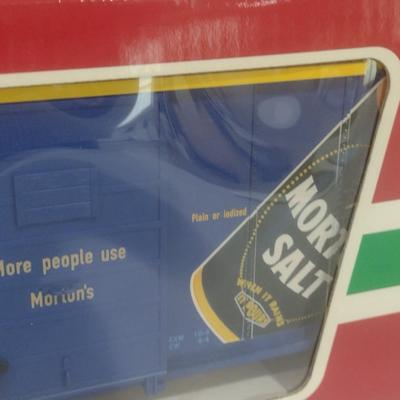 Plain or iodized
More people use
Morton's
MORT
SALT
WHEN IT RAINS
IT POURS